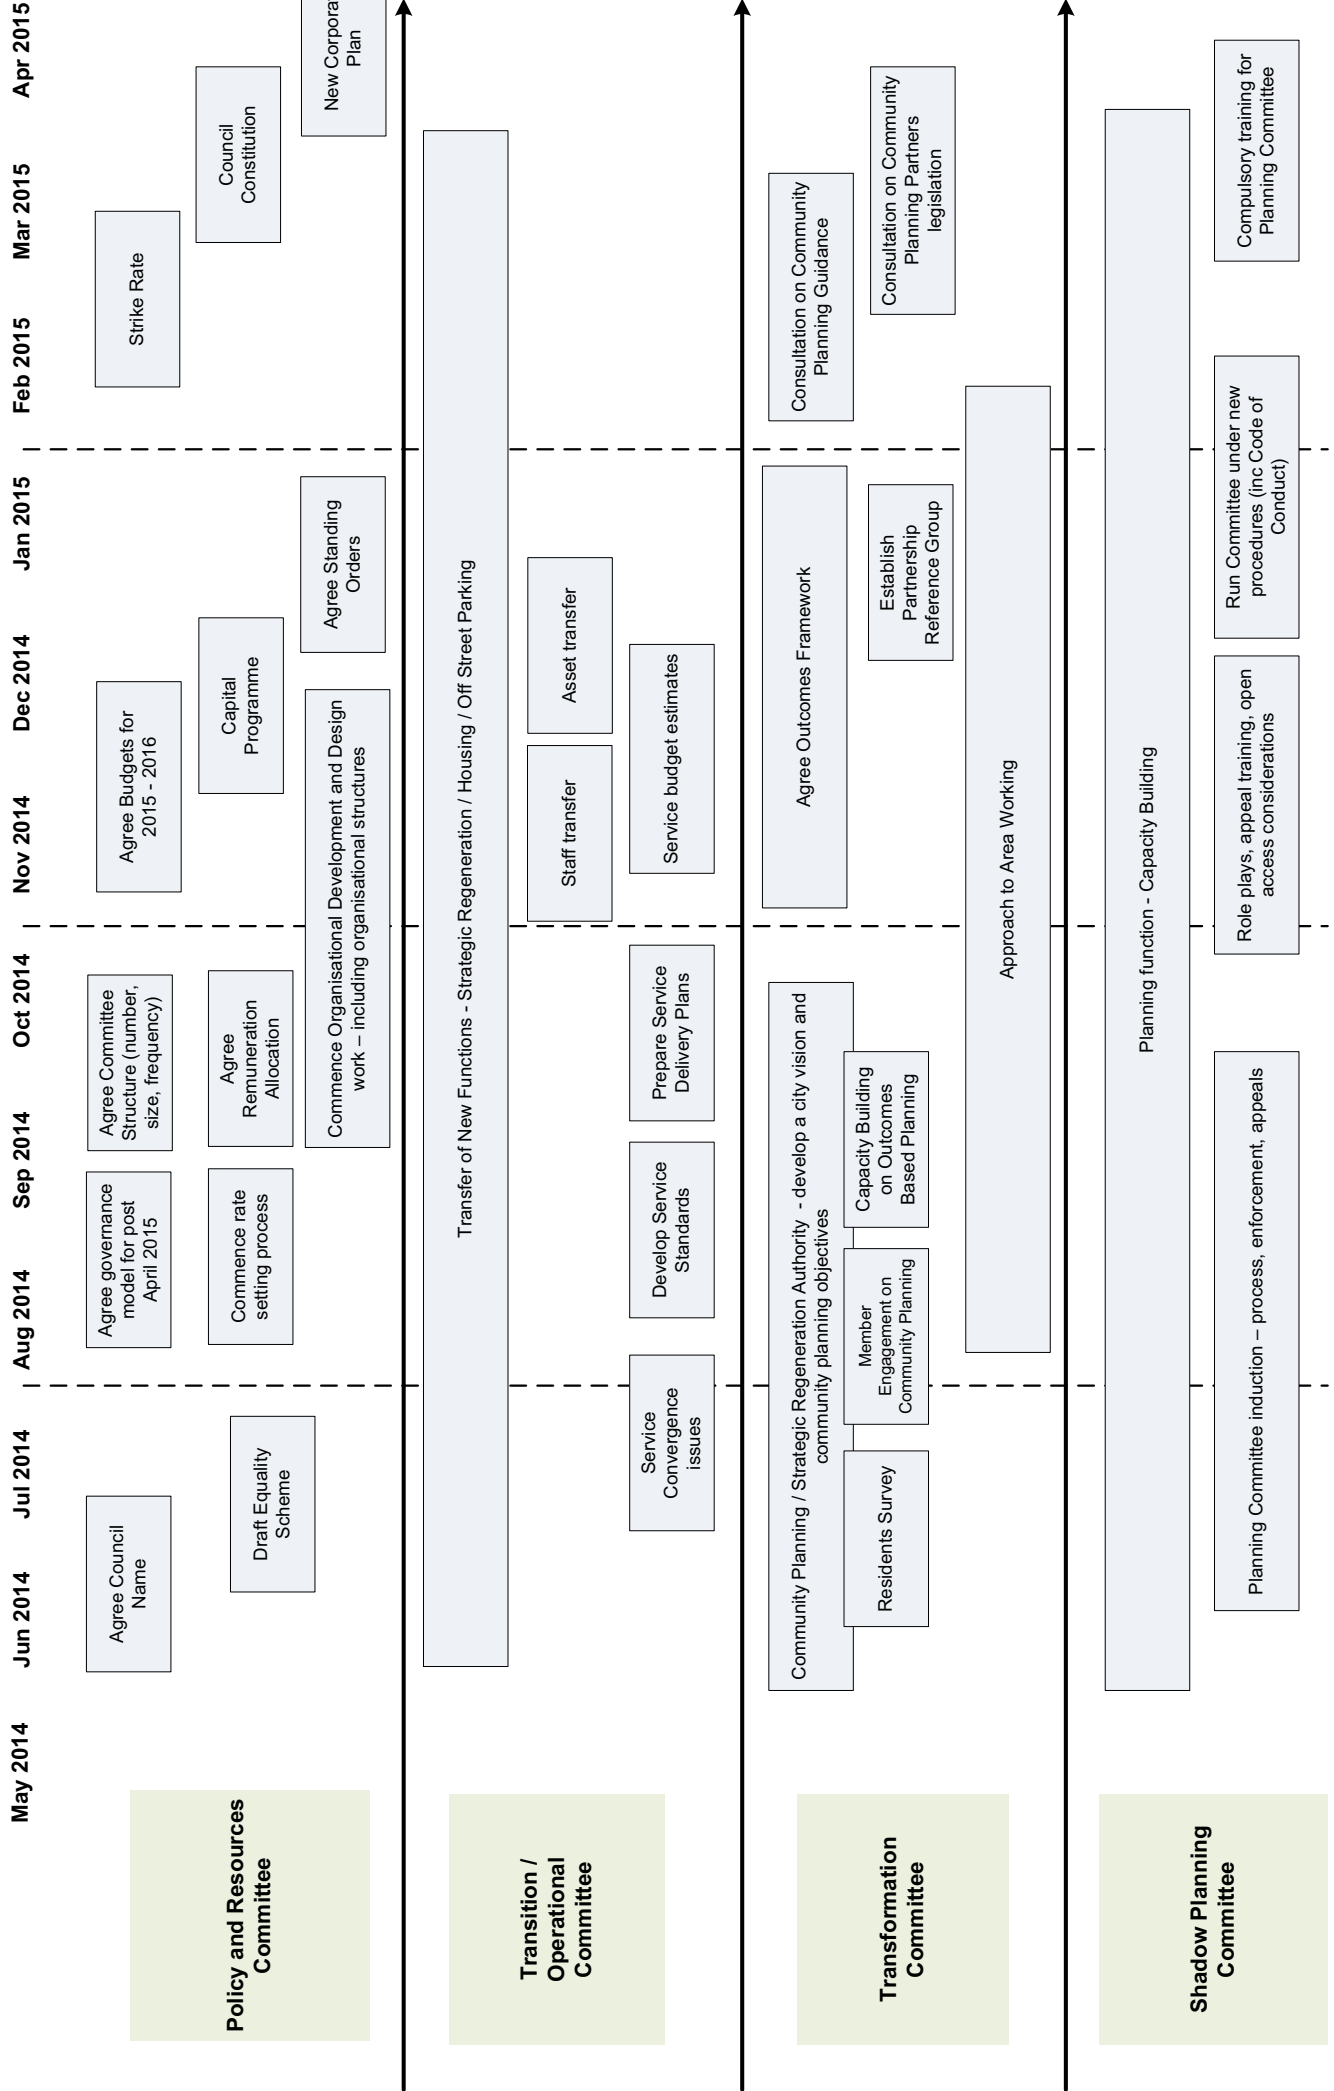 May 2014
Jun 2014
Jul 2014
Aug 2014
Sep 2014
Oct 2014
Nov 2014
Dec 2014
Jan 2015
Feb 2015
Mar 2015
Apr 2015
Policy and Resources
Committee
Agree Council
Name
Agree governance
model for post
April 2015
Agree Committee
Structure (number,
size, frequency)
Agree Budgets for
2015 - 2016
Strike Rate
Draft Equality
Scheme
Commence rate
setting process
Agree
Remuneration
Allocation
Capital
Programme
Council
Constitution
Commence Organisational Development and Design
work – including organisational structures
Agree Standing
Orders
New Corpora
Plan
Transition /
Operational
Committee
Transfer of New Functions - Strategic Regeneration / Housing / Off Street Parking
Staff transfer
Asset transfer
Service
Convergence
issues
Develop Service
Standards
Prepare Service
Delivery Plans
Service budget estimates
Transformation
Committee
Community Planning / Strategic Regeneration Authority - develop a city vision and
community planning objectives
Agree Outcomes Framework
Consultation on Community
Planning Guidance
Residents Survey
Member
Engagement on
Community Planning
Capacity Building
on Outcomes
Based Planning
Establish
Partnership
Reference Group
Consultation on Community
Planning Partners
legislation
Approach to Area Working
Shadow Planning
Committee
Planning function - Capacity Building
Planning Committee induction – process, enforcement, appeals
Role plays, appeal training, open
access considerations
Run Committee under new
procedures (inc Code of
Conduct)
Compulsory training for
Planning Committee